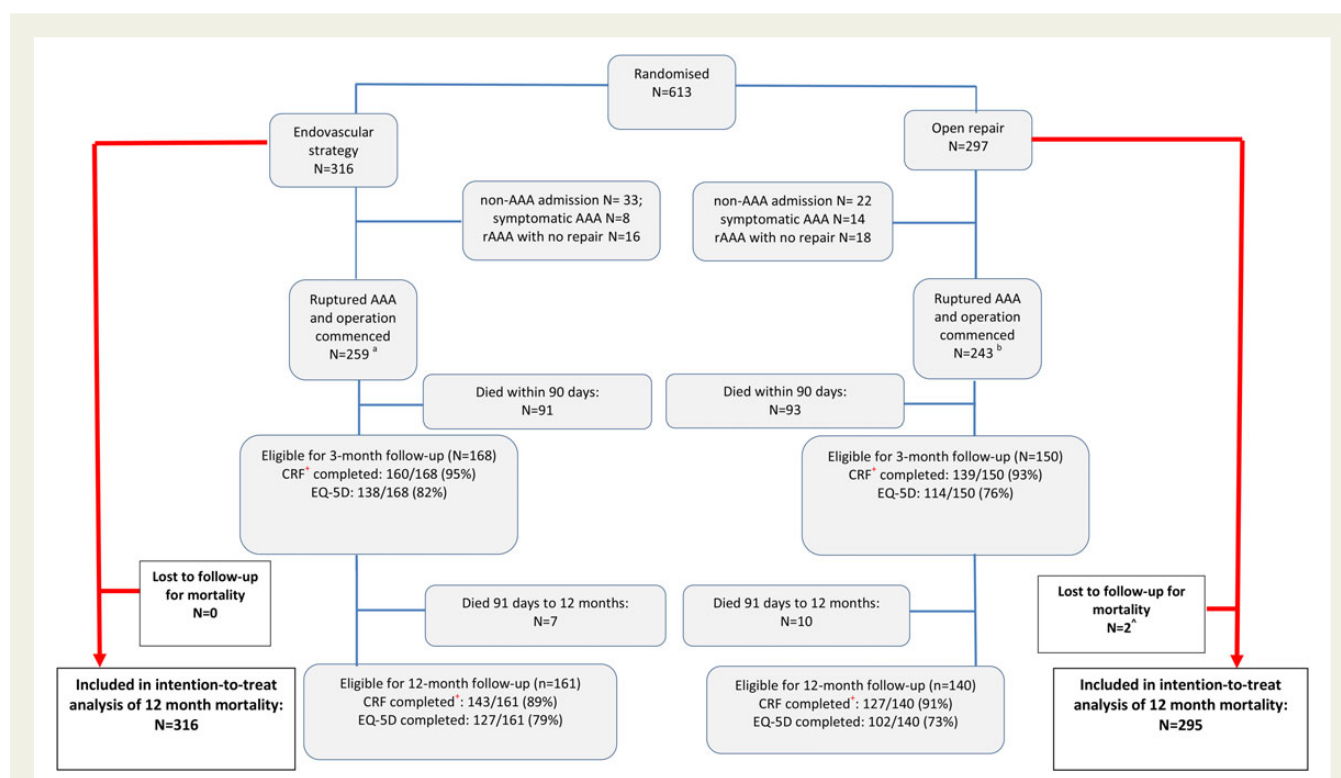 Randomised
N=613
Endovascular
strategy
N=316
Open repair
N=297
non-AAA admission N= 33;
symptomatic AAA N=8
rAAA with no repair N=16
non-AAA admission N= 22
symptomatic AAA N=14
rAAA with no repair N=18
Ruptured AAA
and operation
commenced
N=259 a
Ruptured AAA
and operation
commenced
N=243 b
Died within 90 days:
N=91
Died within 90 days:
N=93
Eligible for 3-month follow-up (N=168)
CRF+ completed: 160/168 (95%)
EQ-5D: 138/168 (82%)
Eligible for 3-month follow-up (N=150)
CRF+ completed: 139/150 (93%)
EQ-5D: 114/150 (76%)
Lost to follow-up
for mortality
N=0
Died 91 days to 12 months:
N=7
Died 91 days to 12 months:
N=10
Lost to follow-up for
mortality
N=2^
Included in intention-to-treat
analysis of 12 month mortality:
N=316
Eligible for 12-month follow-up (n=161)
CRF completed+: 143/161 (89%)
EQ-5D completed: 127/161 (79%)
Eligible for 12-month follow-up (n=140)
CRF completed+: 127/140 (91%)
EQ-5D completed: 102/140 (73%)
Included in intention-to-treat
analysis of 12 month mortality:
N=295